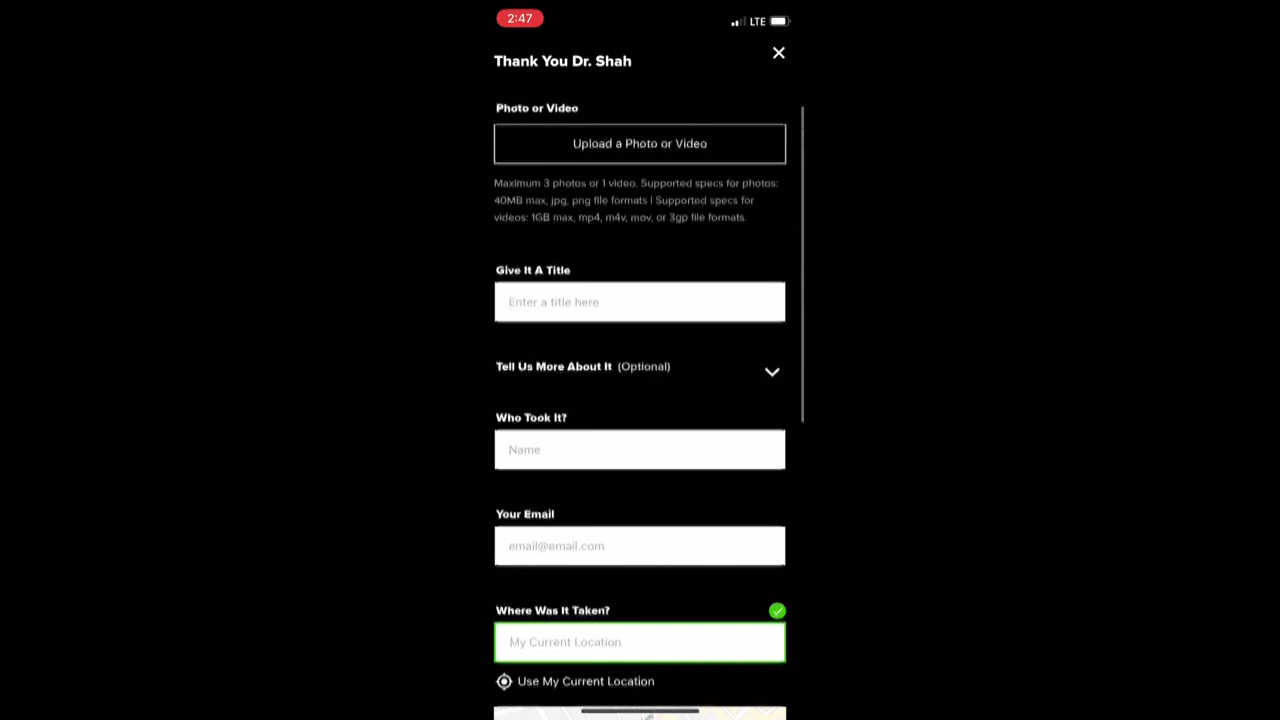 2:47
LTE
Thank You Dr. Shah
Photo or Video
Upload a Photo or Video
Maximum 3 photos or 1 video. Supported specs for photos:
40MB max, jpg, png file formats | Supported specs for
videos: 1GB max, mp4, m4v, mov, or 3gp file formats.
Give It A Title
Enter a title here
Tell Us More About It (Optional)
Who Took It?
Name
Your Email
email@email.com
Where Was It Taken?
My Current Location
Use My Current Location